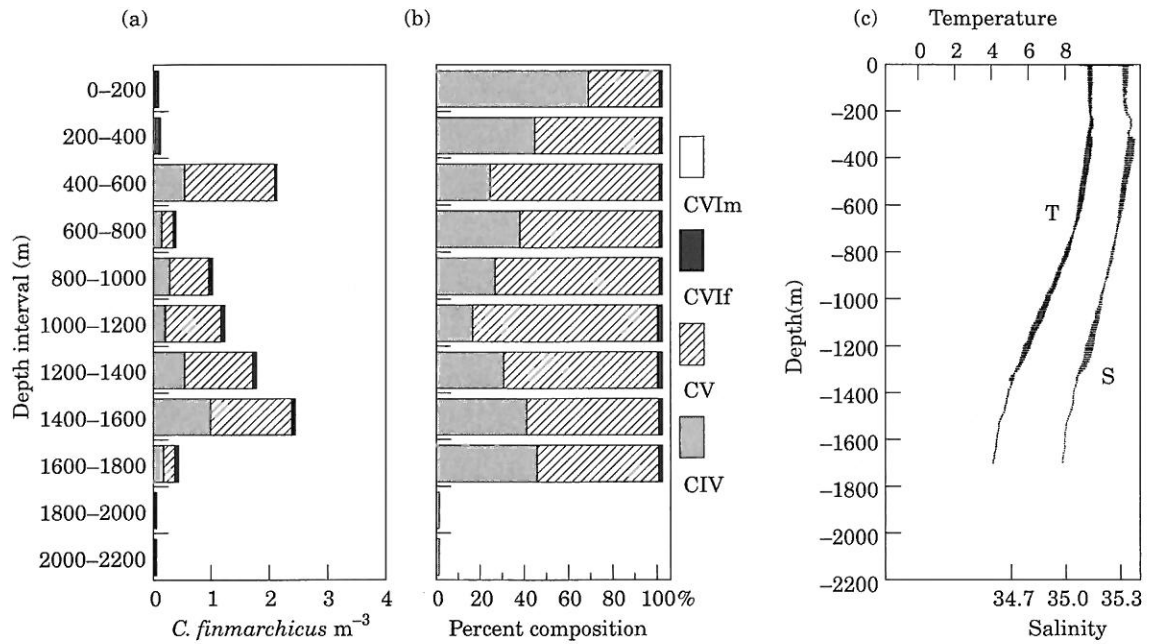 (a)
Depth interval (m)
0–200
200–400
400–600
600–800
800–1000
1000–1200
1200–1400
1400–1600
1600–1800
1800–2000
2000–2200
0 1 2 3 4
C. finmarchicus m⁻³
(b)
0 20 40 60 80 100%
Percent composition
CVIm
CVIf
CV
CIV
(c)
Temperature
0 2 4 6 8
Depth(m)
0
–200
–400
–600
–800
–1000
–1200
–1400
–1600
–1800
–2000
–2200
T
S
34.7 35.0 35.3
Salinity